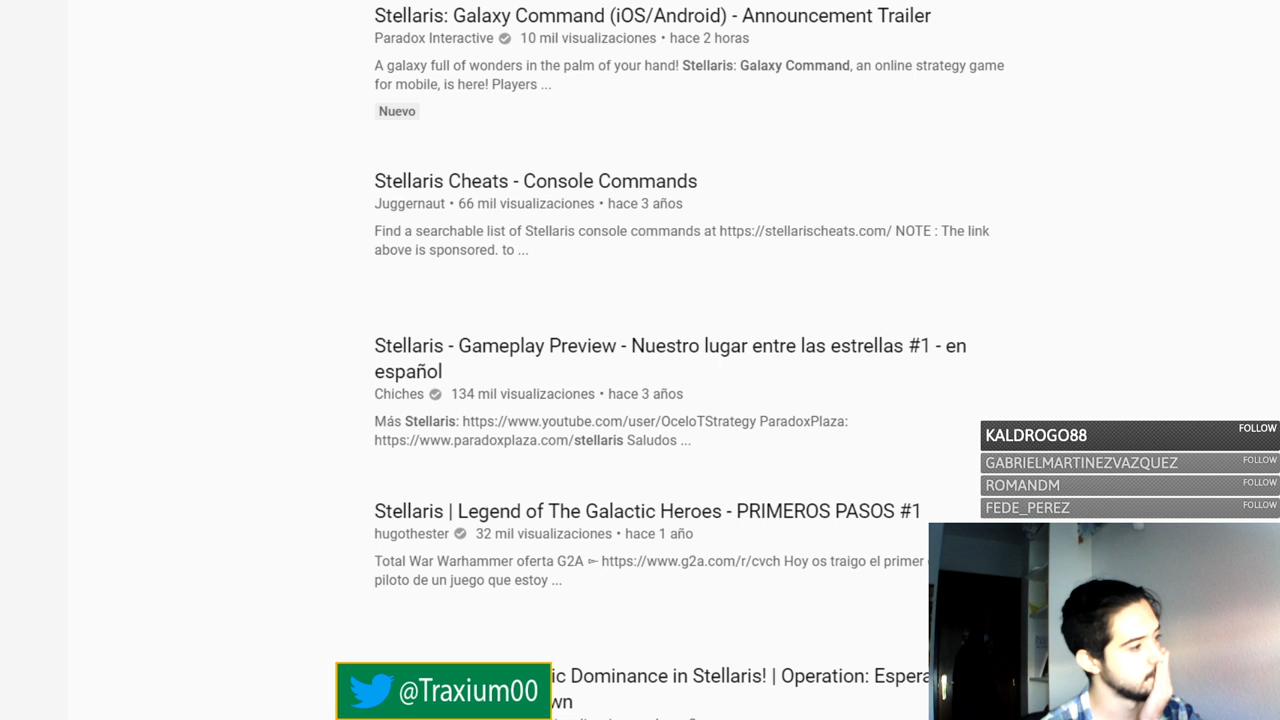 Stellaris: Galaxy Command (iOS/Android) - Announcement Trailer
Paradox Interactive 10 mil visualizaciones • hace 2 horas
A galaxy full of wonders in the palm of your hand! Stellaris: Galaxy Command, an online strategy game
for mobile, is here! Players ...
Nuevo
Stellaris Cheats - Console Commands
Juggernaut • 66 mil visualizaciones • hace 3 años
Find a searchable list of Stellaris console commands at https://stellarischeats.com/ NOTE : The link
above is sponsored. to ...
Stellaris - Gameplay Preview - Nuestro lugar entre las estrellas #1 - en
español
Chiches 134 mil visualizaciones • hace 3 años
Más Stellaris: https://www.youtube.com/user/OceloTStrategy ParadoxPlaza:
https://www.paradoxplaza.com/stellaris Saludos ...
Stellaris | Legend of The Galactic Heroes - PRIMEROS PASOS #1
hugothester 32 mil visualizaciones • hace 1 año
Total War Warhammer oferta G2A ► https://www.g2a.com/r/cvch Hoy os traigo el primer
piloto de un juego que estoy ...
ic Dominance in Stellaris! | Operation: Espera
wn
KALDROGO88 FOLLOW
GABRIELMARTINEZVAZQUEZ FOLLOW
ROMANDM FOLLOW
FEDE_PEREZ FOLLOW
@Traxium00